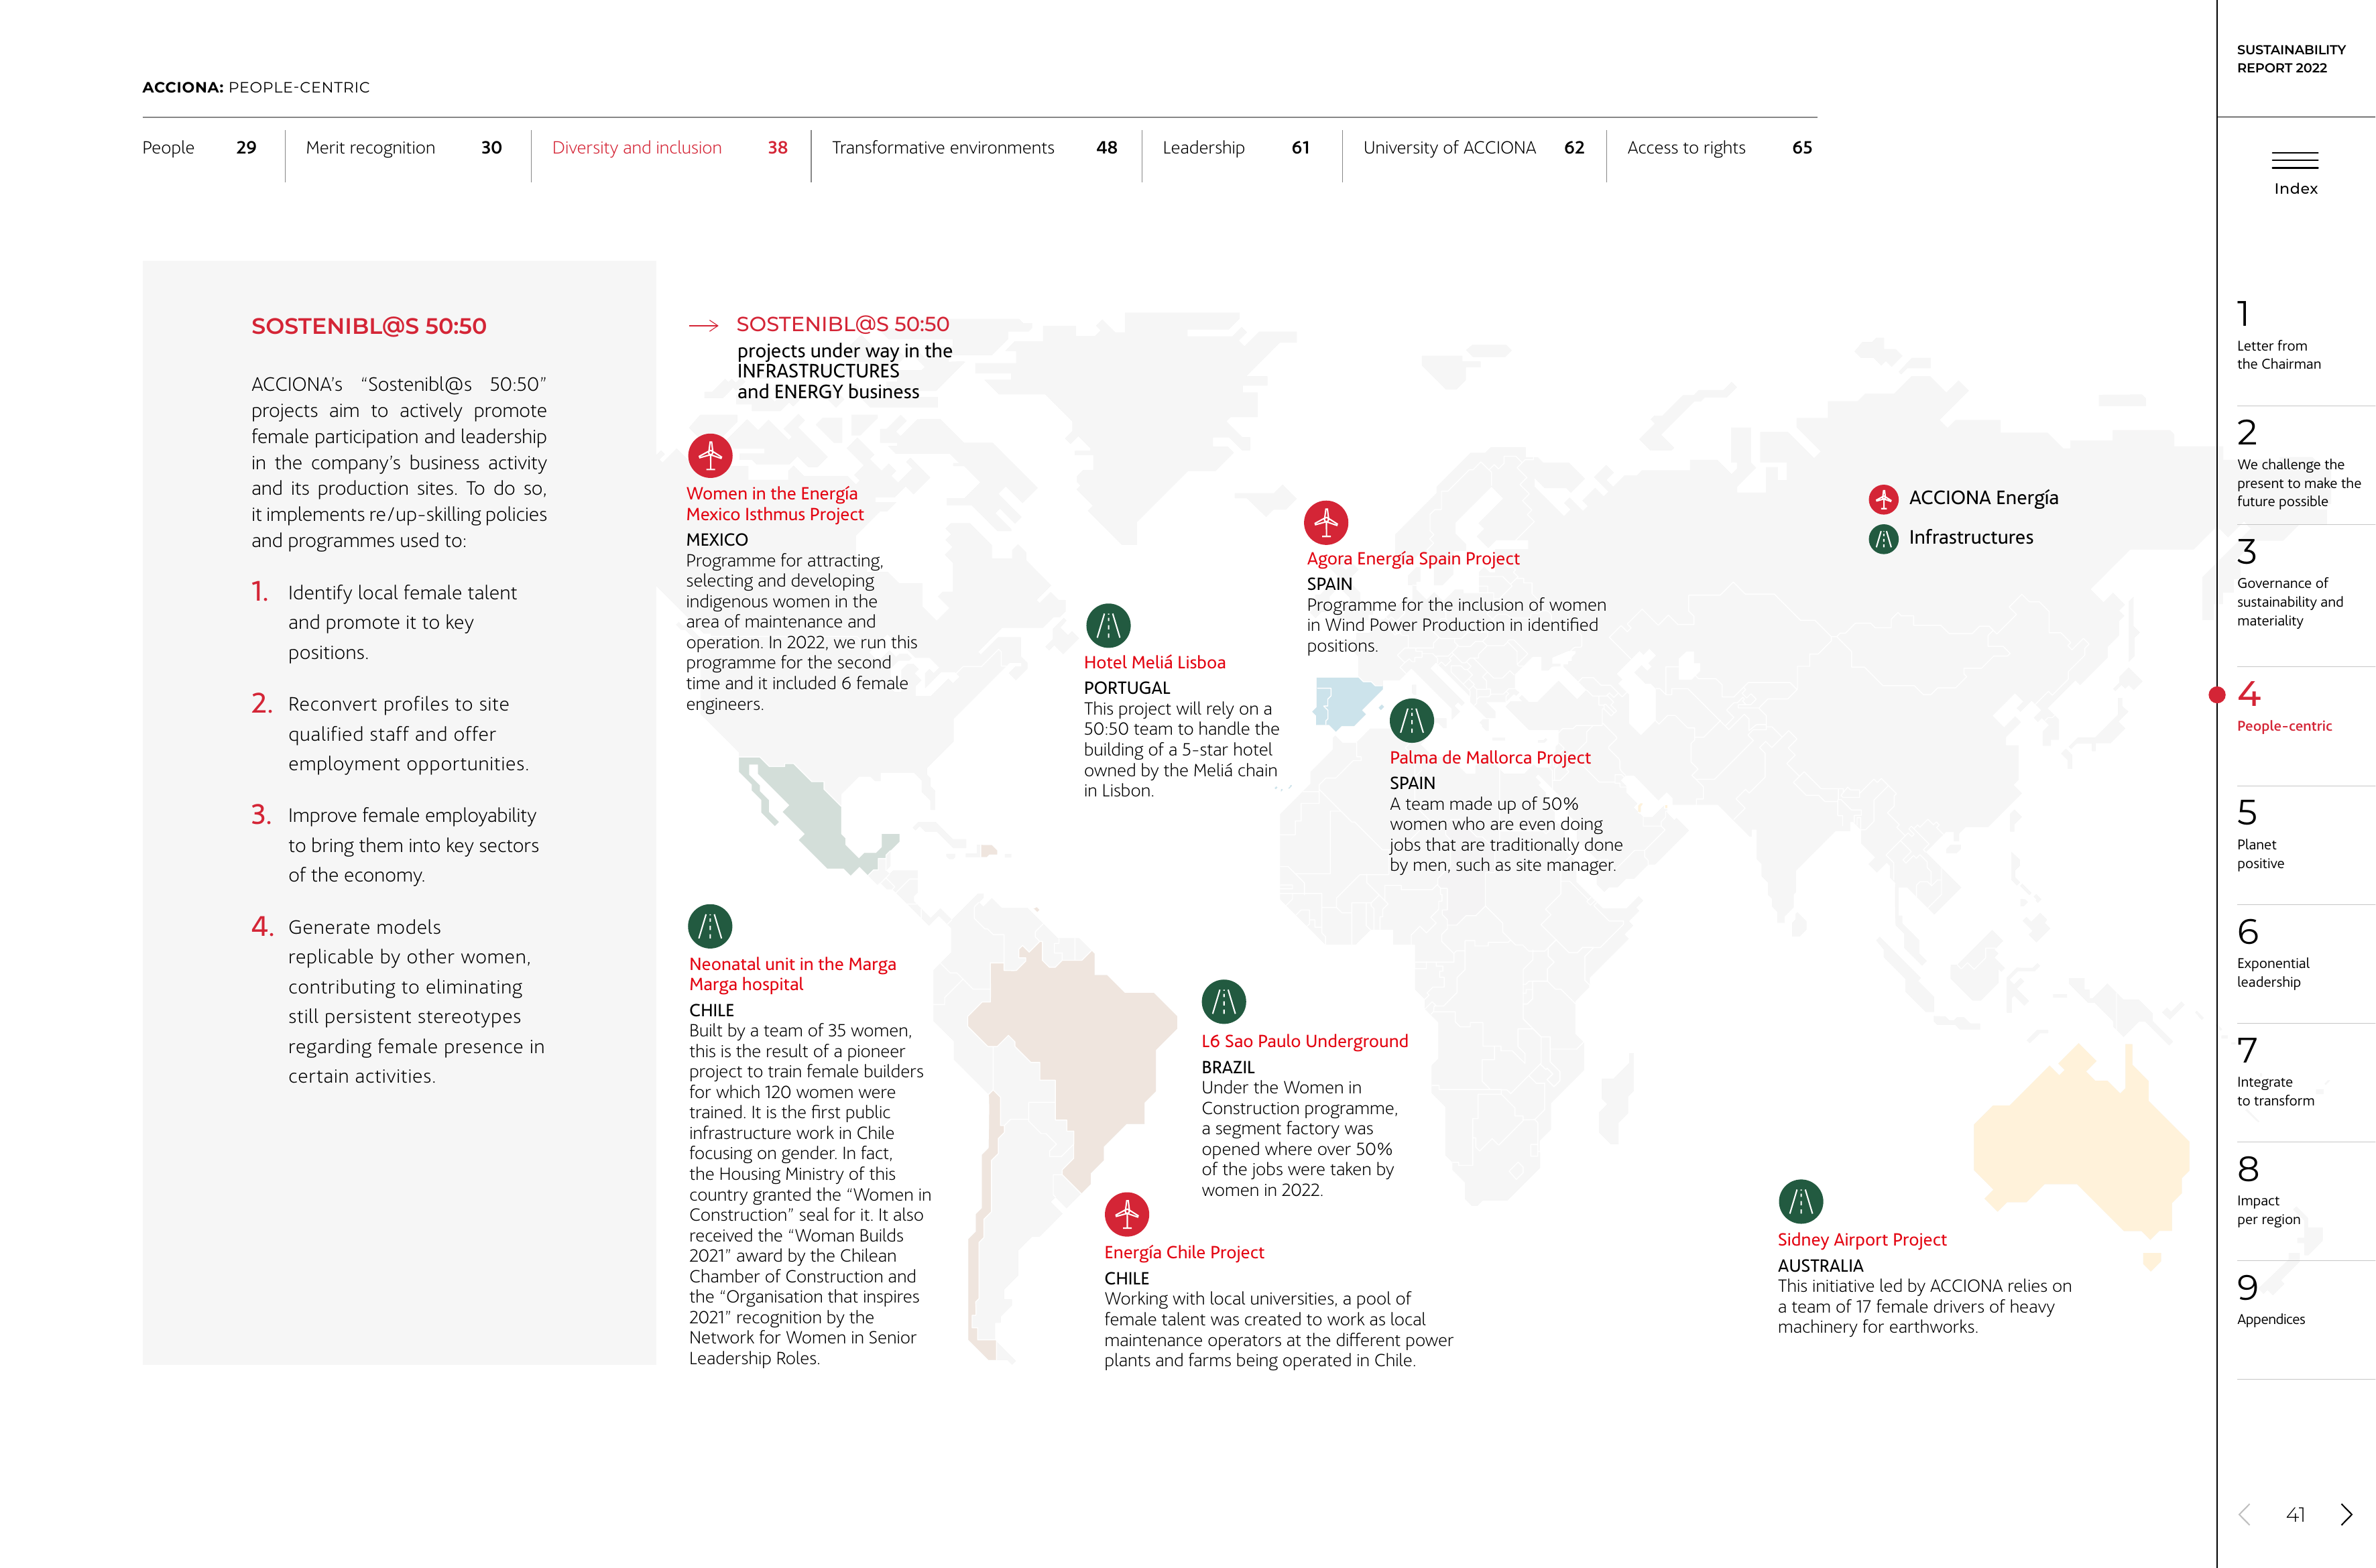 ACCIONA: PEOPLE-CENTRIC
People 29
Merit recognition 30
Diversity and inclusion 38
Transformative environments 48
Leadership 61
University of ACCIONA 62
Access to rights 65
SOSTENIBL@S 50:50
ACCIONA’s “Sostenibl@s 50:50”
projects aim to actively promote
female participation and leadership
in the company’s business activity
and its production sites. To do so,
it implements re/up-skilling policies
and programmes used to:
1. Identify local female talent
and promote it to key
positions.
2. Reconvert profiles to site
qualified staff and offer
employment opportunities.
3. Improve female employability
to bring them into key sectors
of the economy.
4. Generate models
replicable by other women,
contributing to eliminating
still persistent stereotypes
regarding female presence in
certain activities.
SOSTENIBL@S 50:50
projects under way in the
INFRASTRUCTURES
and ENERGY business
Women in the Energía
Mexico Isthmus Project
MEXICO
Programme for attracting,
selecting and developing
indigenous women in the
area of maintenance and
operation. In 2022, we run this
programme for the second
time and it included 6 female
engineers.
Neonatal unit in the Marga
Marga hospital
CHILE
Built by a team of 35 women,
this is the result of a pioneer
project to train female builders
for which 120 women were
trained. It is the first public
infrastructure work in Chile
focusing on gender. In fact,
the Housing Ministry of this
country granted the “Women in
Construction” seal for it. It also
received the “Woman Builds
2021” award by the Chilean
Chamber of Construction and
the “Organisation that inspires
2021” recognition by the
Network for Women in Senior
Leadership Roles.
Hotel Meliá Lisboa
PORTUGAL
This project will rely on a
50:50 team to handle the
building of a 5-star hotel
owned by the Meliá chain
in Lisbon.
Agora Energía Spain Project
SPAIN
Programme for the inclusion of women
in Wind Power Production in identified
positions.
Palma de Mallorca Project
SPAIN
A team made up of 50%
women who are even doing
jobs that are traditionally done
by men, such as site manager.
L6 Sao Paulo Underground
BRAZIL
Under the Women in
Construction programme,
a segment factory was
opened where over 50%
of the jobs were taken by
women in 2022.
Energía Chile Project
CHILE
Working with local universities, a pool of
female talent was created to work as local
maintenance operators at the different power
plants and farms being operated in Chile.
ACCIONA Energía
Infrastructures
Sidney Airport Project
AUSTRALIA
This initiative led by ACCIONA relies on
a team of 17 female drivers of heavy
machinery for earthworks.
SUSTAINABILITY
REPORT 2022
Index
1
Letter from
the Chairman
2
We challenge the
present to make the
future possible
3
Governance of
sustainability and
materiality
4
People-centric
5
Planet
positive
6
Exponential
leadership
7
Integrate
to transform
8
Impact
per region
9
Appendices
41